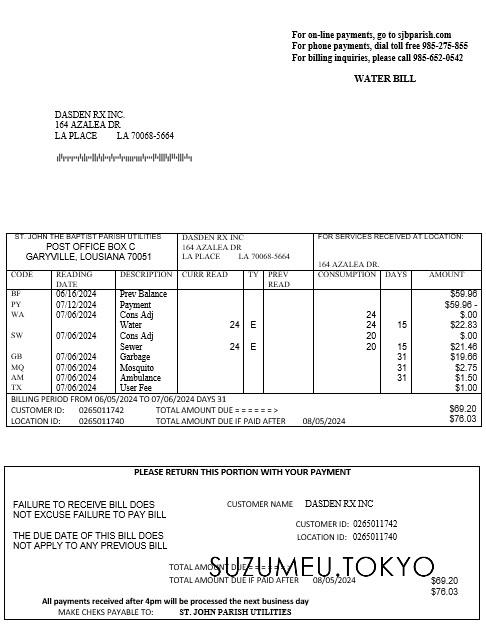 For on-line payments, go to sjbparish.com
For phone payments, dial toll free 985-275-855
For billing inquiries, please call 985-652-0542
WATER BILL
DASDEN RX INC.
164 AZALEA DR
LA PLACE LA 70068-5664
ST. JOHN THE BAPTIST PARISH UTILITIES
POST OFFICE BOX C
GARYVILLE, LOUSIANA 70051
DASDEN RX INC
164 AZALEA DR
LA PLACE LA 70068-5664
FOR SERVICES RECEIVED AT LOCATION:
164 AZALEA DR.
CODE READING DATE DESCRIPTION CURR READ TY PREV READ CONSUMPTION DAYS AMOUNT
BF 06/16/2024 Prev Balance $59.96
PY 07/12/2024 Payment $59.96 -
WA 07/06/2024 Cons Adj 24 $.00
Water 24 E 24 15 $22.83
SW 07/06/2024 Cons Adj 20 $.00
Sewer 24 E 20 15 $21.46
GB 07/06/2024 Garbage 31 $19.66
MQ 07/06/2024 Mosquito 31 $2.75
AM 07/06/2024 Ambulance 31 $1.50
TX 07/06/2024 User Fee $1.00
BILLING PERIOD FROM 06/05/2024 TO 07/06/2024 DAYS 31
CUSTOMER ID: 0265011742 TOTAL AMOUNT DUE = = = = = = > $69.20
LOCATION ID: 0265011740 TOTAL AMOUNT DUE IF PAID AFTER 08/05/2024 $76.03
PLEASE RETURN THIS PORTION WITH YOUR PAYMENT
FAILURE TO RECEIVE BILL DOES
NOT EXCUSE FAILURE TO PAY BILL
THE DUE DATE OF THIS BILL DOES
NOT APPLY TO ANY PREVIOUS BILL
CUSTOMER NAME DASDEN RX INC
CUSTOMER ID: 0265011742
LOCATION ID: 0265011740
SUZUMEU,TOKYO
TOTAL AMOUNT DUE = = = = = = >
TOTAL AMOUNT DUE IF PAID AFTER 08/05/2024 $69.20
$76.03
All payments received after 4pm will be processed the next business day
MAKE CHEKS PAYABLE TO: ST. JOHN PARISH UTILITIES